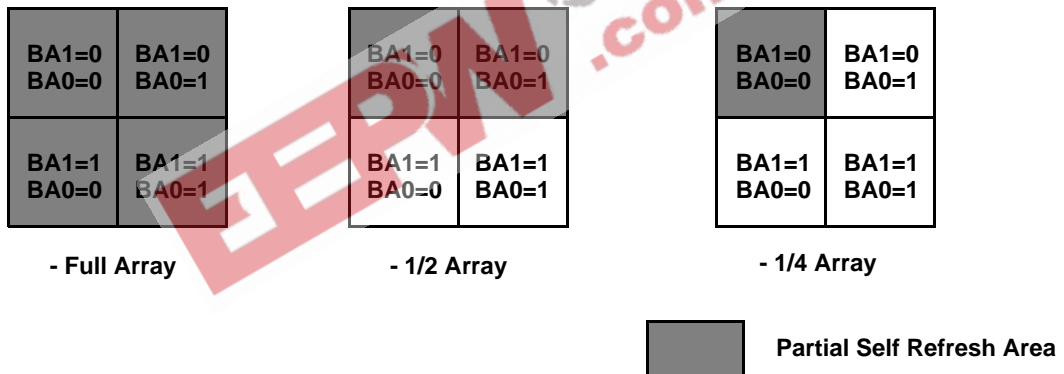 BA1=0 BA1=0
BA0=0 BA0=1
BA1=1 BA1=1
BA0=0 BA0=1
- Full Array
BA1=0 BA1=0
BA0=0 BA0=1
BA1=1 BA1=1
BA0=0 BA0=1
- 1/2 Array
BA1=0 BA1=0
BA0=0 BA0=1
BA1=1 BA1=1
BA0=0 BA0=1
- 1/4 Array
Partial Self Refresh Area
EEPW
.com